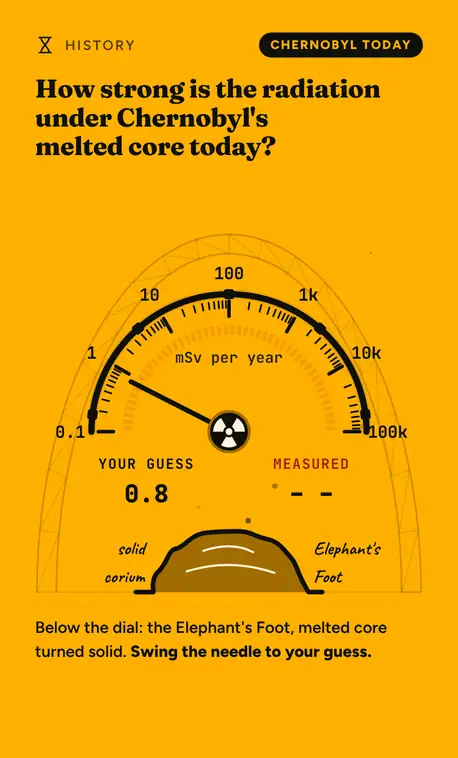 HISTORY
CHERNOBYL TODAY
How strong is the radiation
under Chernobyl's
melted core today?
100
10
1k
1
10k
mSv per year
0.1
100k
YOUR GUESS
MEASURED
0.8
- -
solid
Elephant's
corium
Foot
Below the dial: the Elephant's Foot, melted core
turned solid. Swing the needle to your guess.